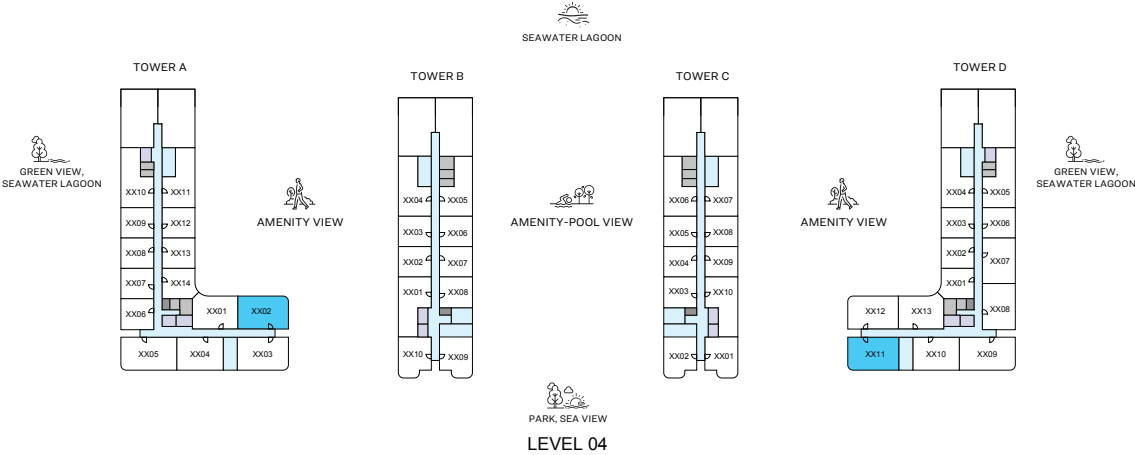 SEAWATER LAGOON
TOWER A
TOWER B
TOWER C
TOWER D
GREEN VIEW,
SEAWATER LAGOON
AMENITY VIEW
AMENITY-POOL VIEW
AMENITY VIEW
GREEN VIEW,
SEAWATER LAGOON
XX10 XX11
XX09 XX12
XX08 XX13
XX07 XX14
XX06 XX01 XX02
XX05 XX04 XX03
XX04 XX05
XX03 XX06
XX02 XX07
XX01 XX08
XX10 XX09
XX06 XX07
XX05 XX08
XX04 XX09
XX03 XX10
XX02 XX01
XX04 XX05
XX03 XX06
XX02 XX07
XX01
XX12 XX13 XX08
XX11 XX10 XX09
PARK, SEA VIEW
LEVEL 04